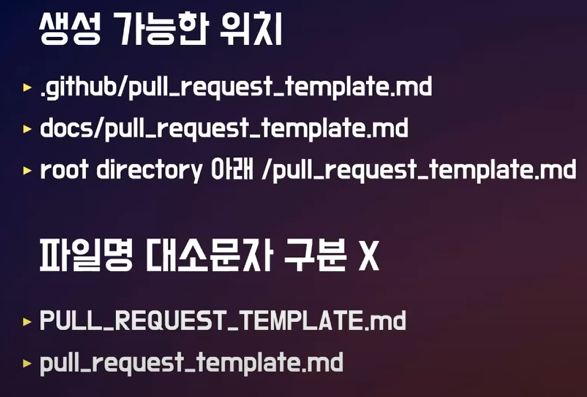 생성 가능한 위치
▸ .github/pull_request_template.md
▸ docs/pull_request_template.md
▸ root directory 아래 /pull_request_template.md
파일명 대소문자 구분 X
▸ PULL_REQUEST_TEMPLATE.md
▸ pull_request_template.md